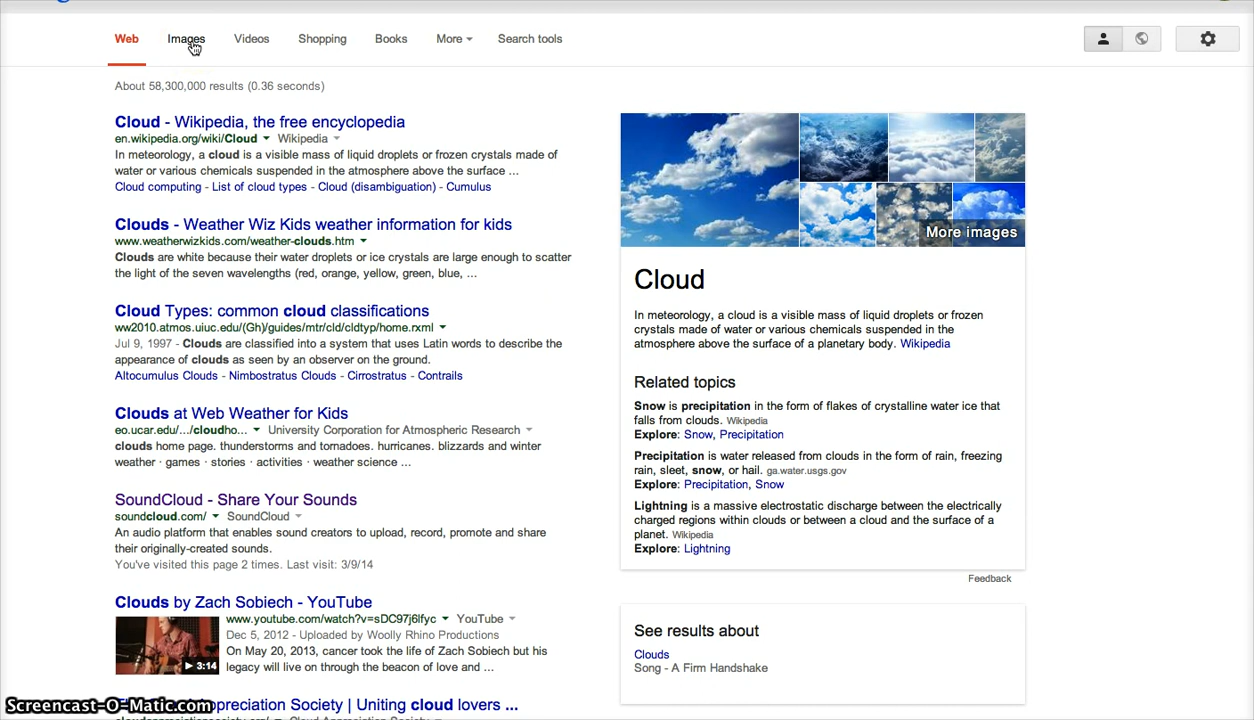 Web Images Videos Shopping Books More Search tools
About 58,300,000 results (0.36 seconds)
Cloud - Wikipedia, the free encyclopedia
en.wikipedia.org/wiki/Cloud Wikipedia
In meteorology, a cloud is a visible mass of liquid droplets or frozen crystals made of
water or various chemicals suspended in the atmosphere above the surface ...
Cloud computing - List of cloud types - Cloud (disambiguation) - Cumulus
Clouds - Weather Wiz Kids weather information for kids
www.weatherwizkids.com/weather-clouds.htm
Clouds are white because their water droplets or ice crystals are large enough to scatter
the light of the seven wavelengths (red, orange, yellow, green, blue, ...
Cloud Types: common cloud classifications
ww2010.atmos.uiuc.edu/(Gh)/guides/mtr/cld/cldtyp/home.rxml
Jul 9, 1997 - Clouds are classified into a system that uses Latin words to describe the
appearance of clouds as seen by an observer on the ground.
Altocumulus Clouds - Nimbostratus Clouds - Cirrostratus - Contrails
Clouds at Web Weather for Kids
eo.ucar.edu/.../cloudho... University Corporation for Atmospheric Research
clouds home page. thunderstorms and tornadoes. hurricanes. blizzards and winter
weather · games · stories · activities · weather science ...
SoundCloud - Share Your Sounds
soundcloud.com/ SoundCloud
An audio platform that enables sound creators to upload, record, promote and share
their originally-created sounds.
You've visited this page 2 times. Last visit: 3/9/14
Clouds by Zach Sobiech - YouTube
www.youtube.com/watch?v=sDC97j6lfyc YouTube
Dec 5, 2012 - Uploaded by Woolly Rhino Productions
On May 20, 2013, cancer took the life of Zach Sobiech but his
legacy will live on through the beacon of love and ...
3:14
preciation Society | Uniting cloud lovers ...
Screencast-O-Matic.com
More images
Cloud
In meteorology, a cloud is a visible mass of liquid droplets or frozen
crystals made of water or various chemicals suspended in the
atmosphere above the surface of a planetary body. Wikipedia
Related topics
Snow is precipitation in the form of flakes of crystalline water ice that
falls from clouds. Wikipedia
Explore: Snow, Precipitation
Precipitation is water released from clouds in the form of rain, freezing
rain, sleet, snow, or hail. ga.water.usgs.gov
Explore: Precipitation, Snow
Lightning is a massive electrostatic discharge between the electrically
charged regions within clouds or between a cloud and the surface of a
planet. Wikipedia
Explore: Lightning
Feedback
See results about
Clouds
Song - A Firm Handshake